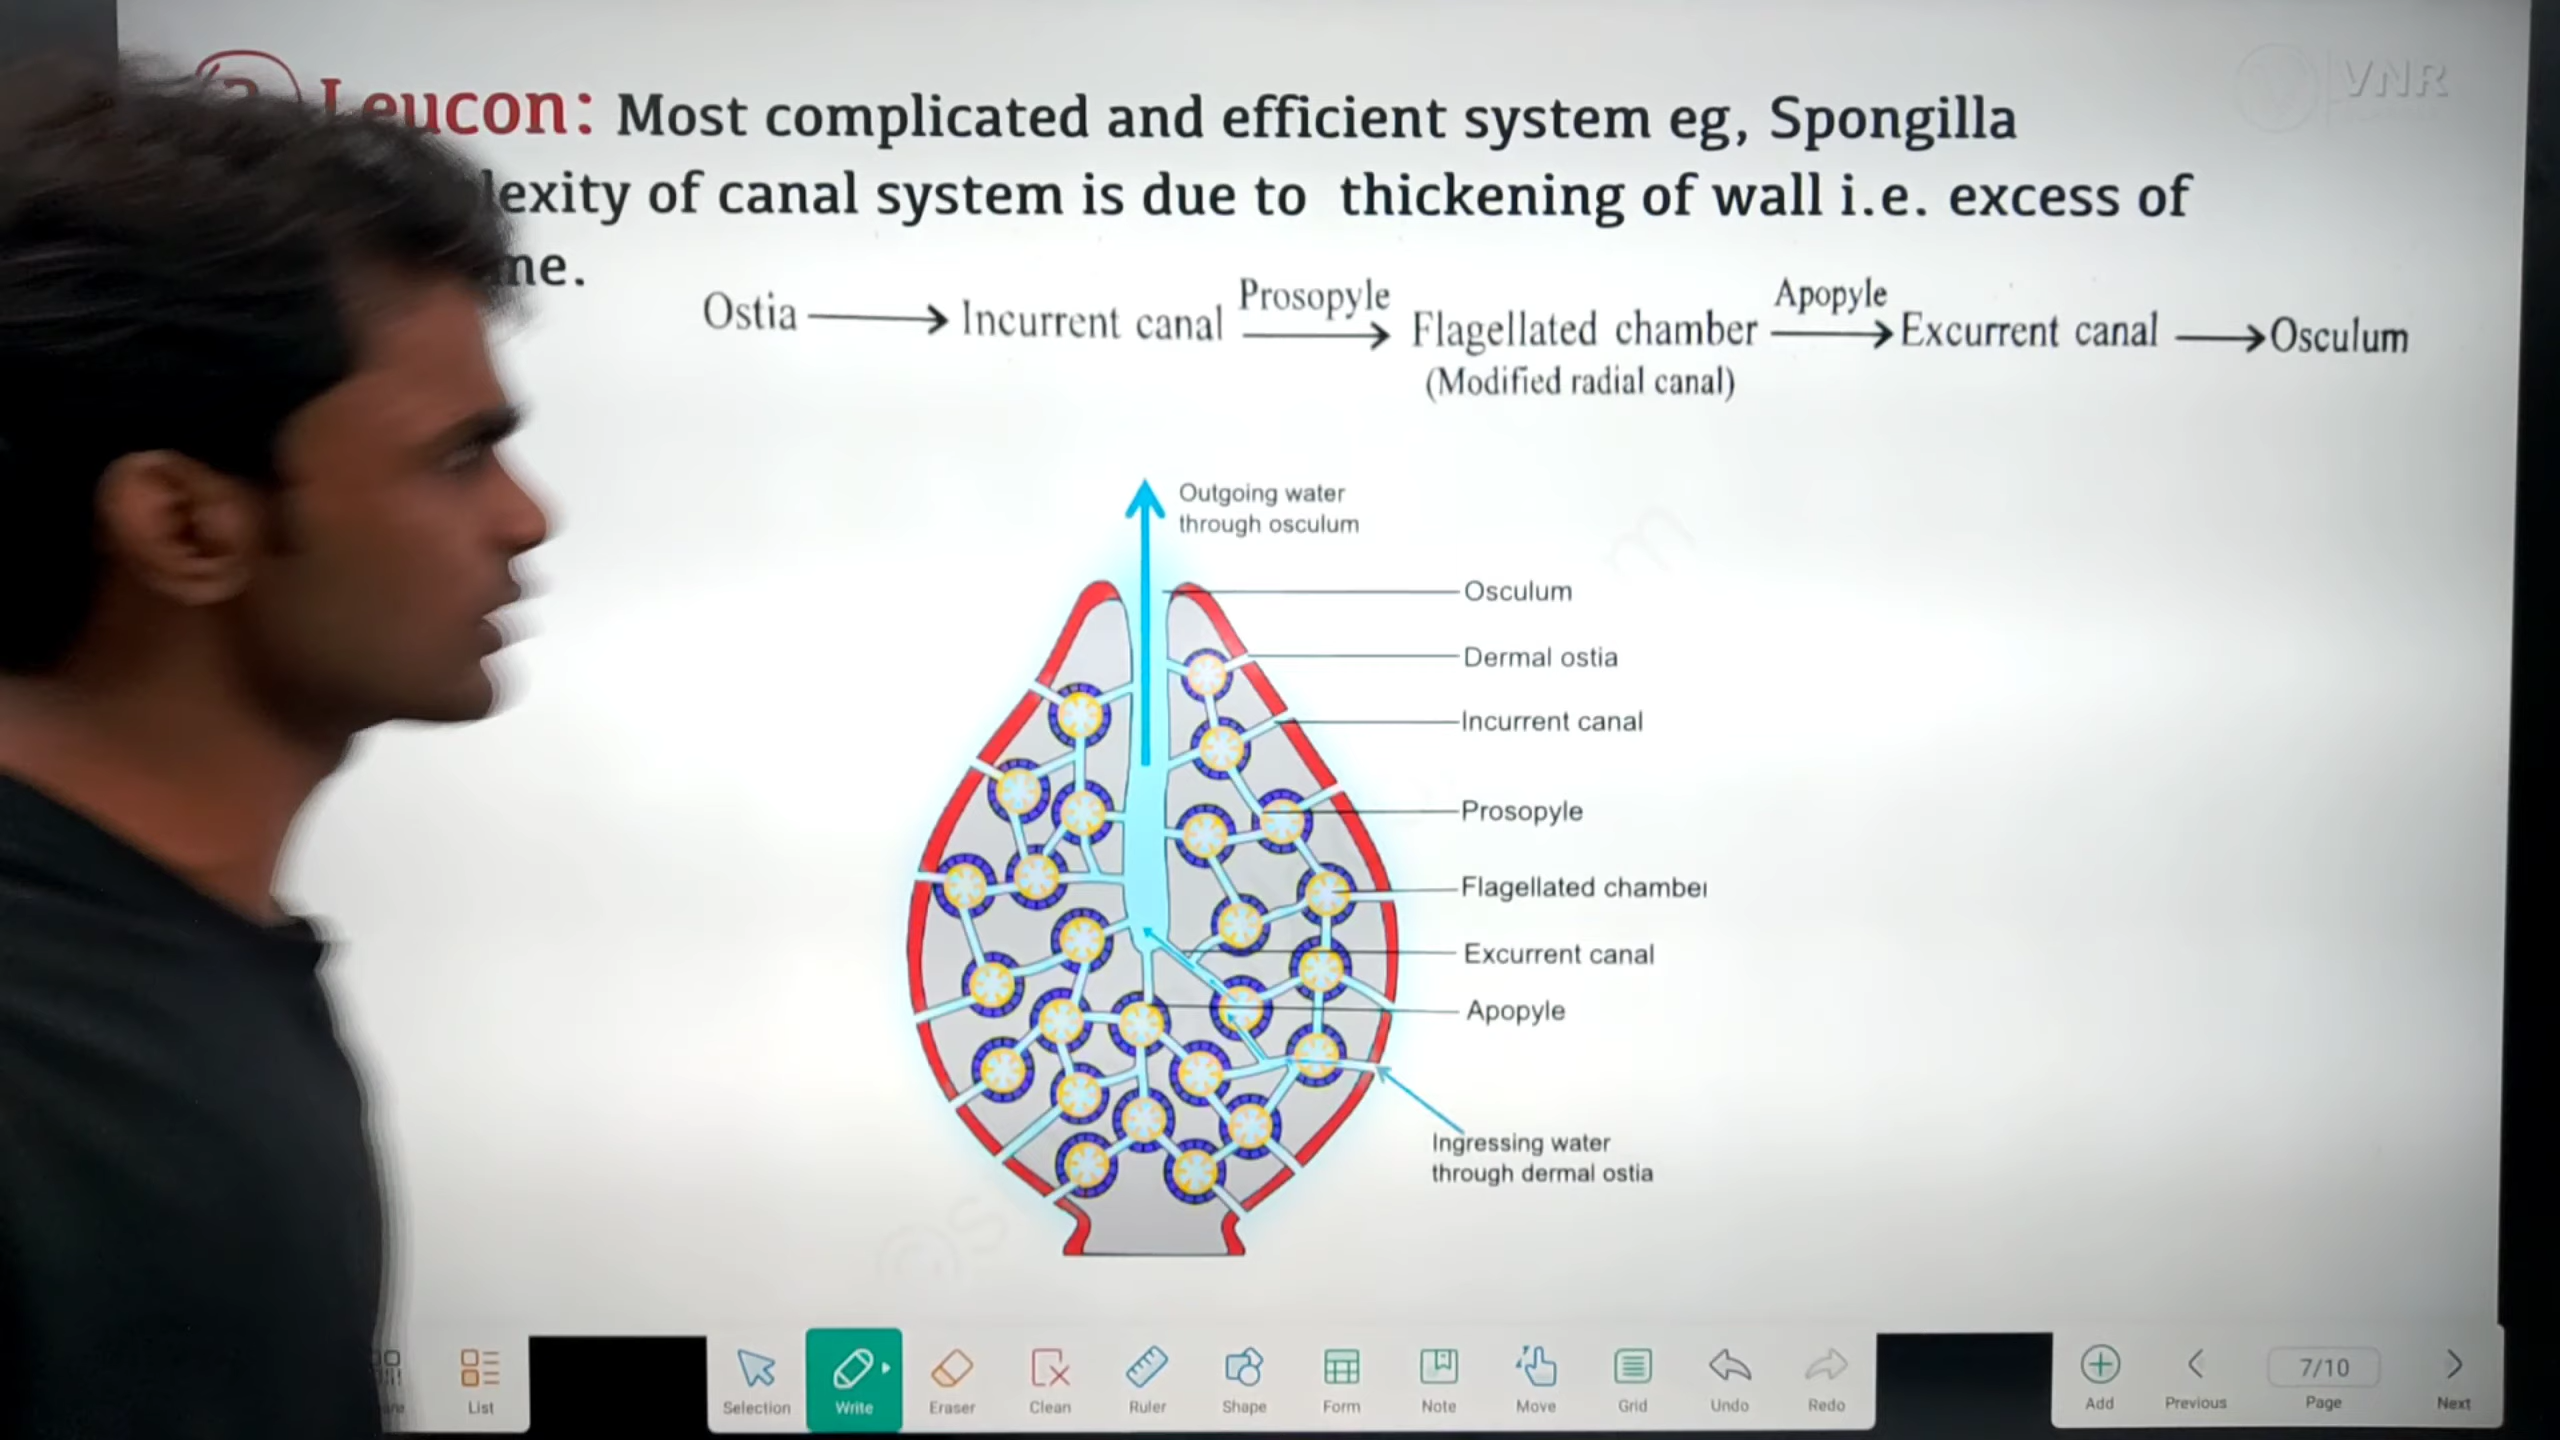 Leucon: Most complicated and efficient system eg, Spongilla
lexity of canal system is due to thickening of wall i.e. excess of
ne.
Ostia → Incurrent canal Prosopyle → Flagellated chamber Apopyle → Excurrent canal → Osculum
(Modified radial canal)
Outgoing water
through osculum
Osculum
Dermal ostia
Incurrent canal
Prosopyle
Flagellated chamber
Excurrent canal
Apopyle
Ingressing water
through dermal ostia
VNR
List
Selection
Write
Eraser
Clean
Ruler
Shape
Form
Note
Move
Grid
Undo
Redo
Add
Previous
7/10
Page
Next